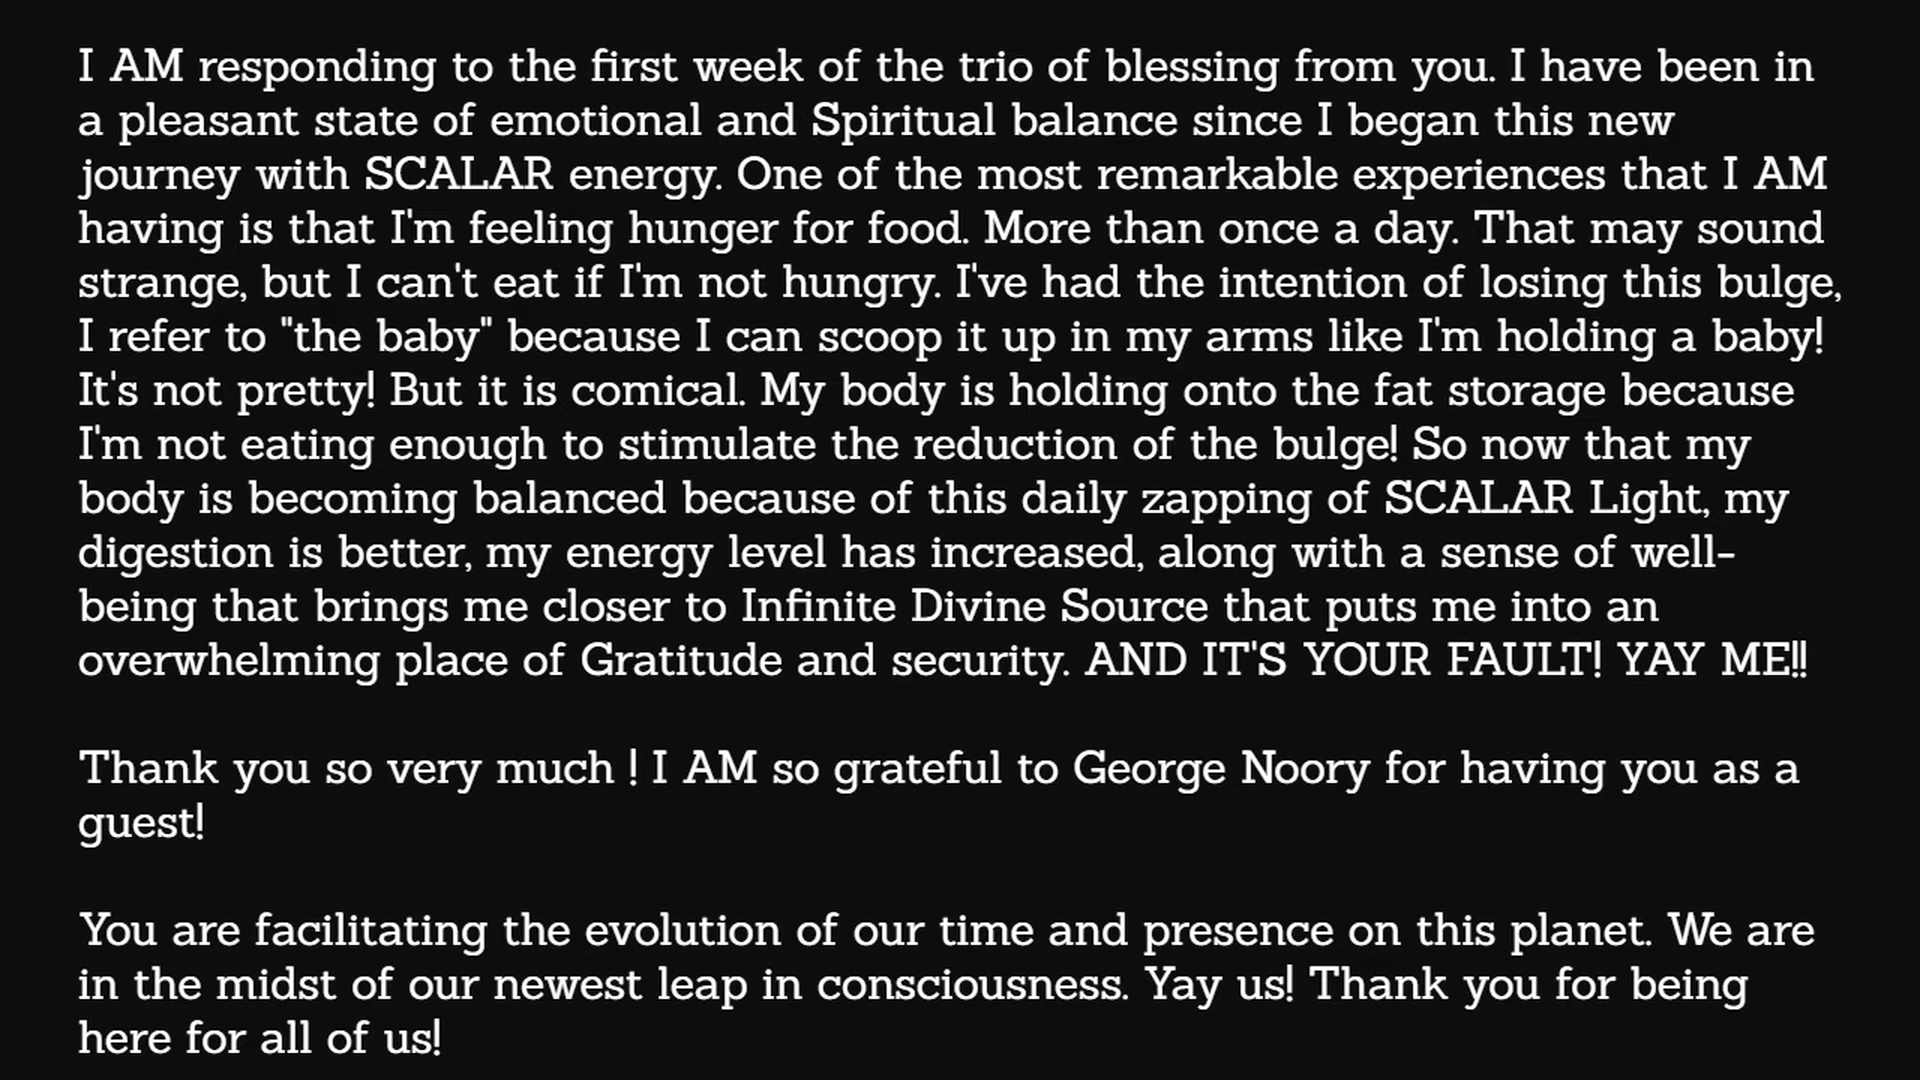 I AM responding to the first week of the trio of blessing from you. I have been in
a pleasant state of emotional and Spiritual balance since I began this new
journey with SCALAR energy. One of the most remarkable experiences that I AM
having is that I'm feeling hunger for food. More than once a day. That may sound
strange, but I can't eat if I'm not hungry. I've had the intention of losing this bulge,
I refer to "the baby" because I can scoop it up in my arms like I'm holding a baby!
It's not pretty! But it is comical. My body is holding onto the fat storage because
I'm not eating enough to stimulate the reduction of the bulge! So now that my
body is becoming balanced because of this daily zapping of SCALAR Light, my
digestion is better, my energy level has increased, along with a sense of well-
being that brings me closer to Infinite Divine Source that puts me into an
overwhelming place of Gratitude and security. AND IT'S YOUR FAULT! YAY ME!!
Thank you so very much ! I AM so grateful to George Noory for having you as a
guest!
You are facilitating the evolution of our time and presence on this planet. We are
in the midst of our newest leap in consciousness. Yay us! Thank you for being
here for all of us!